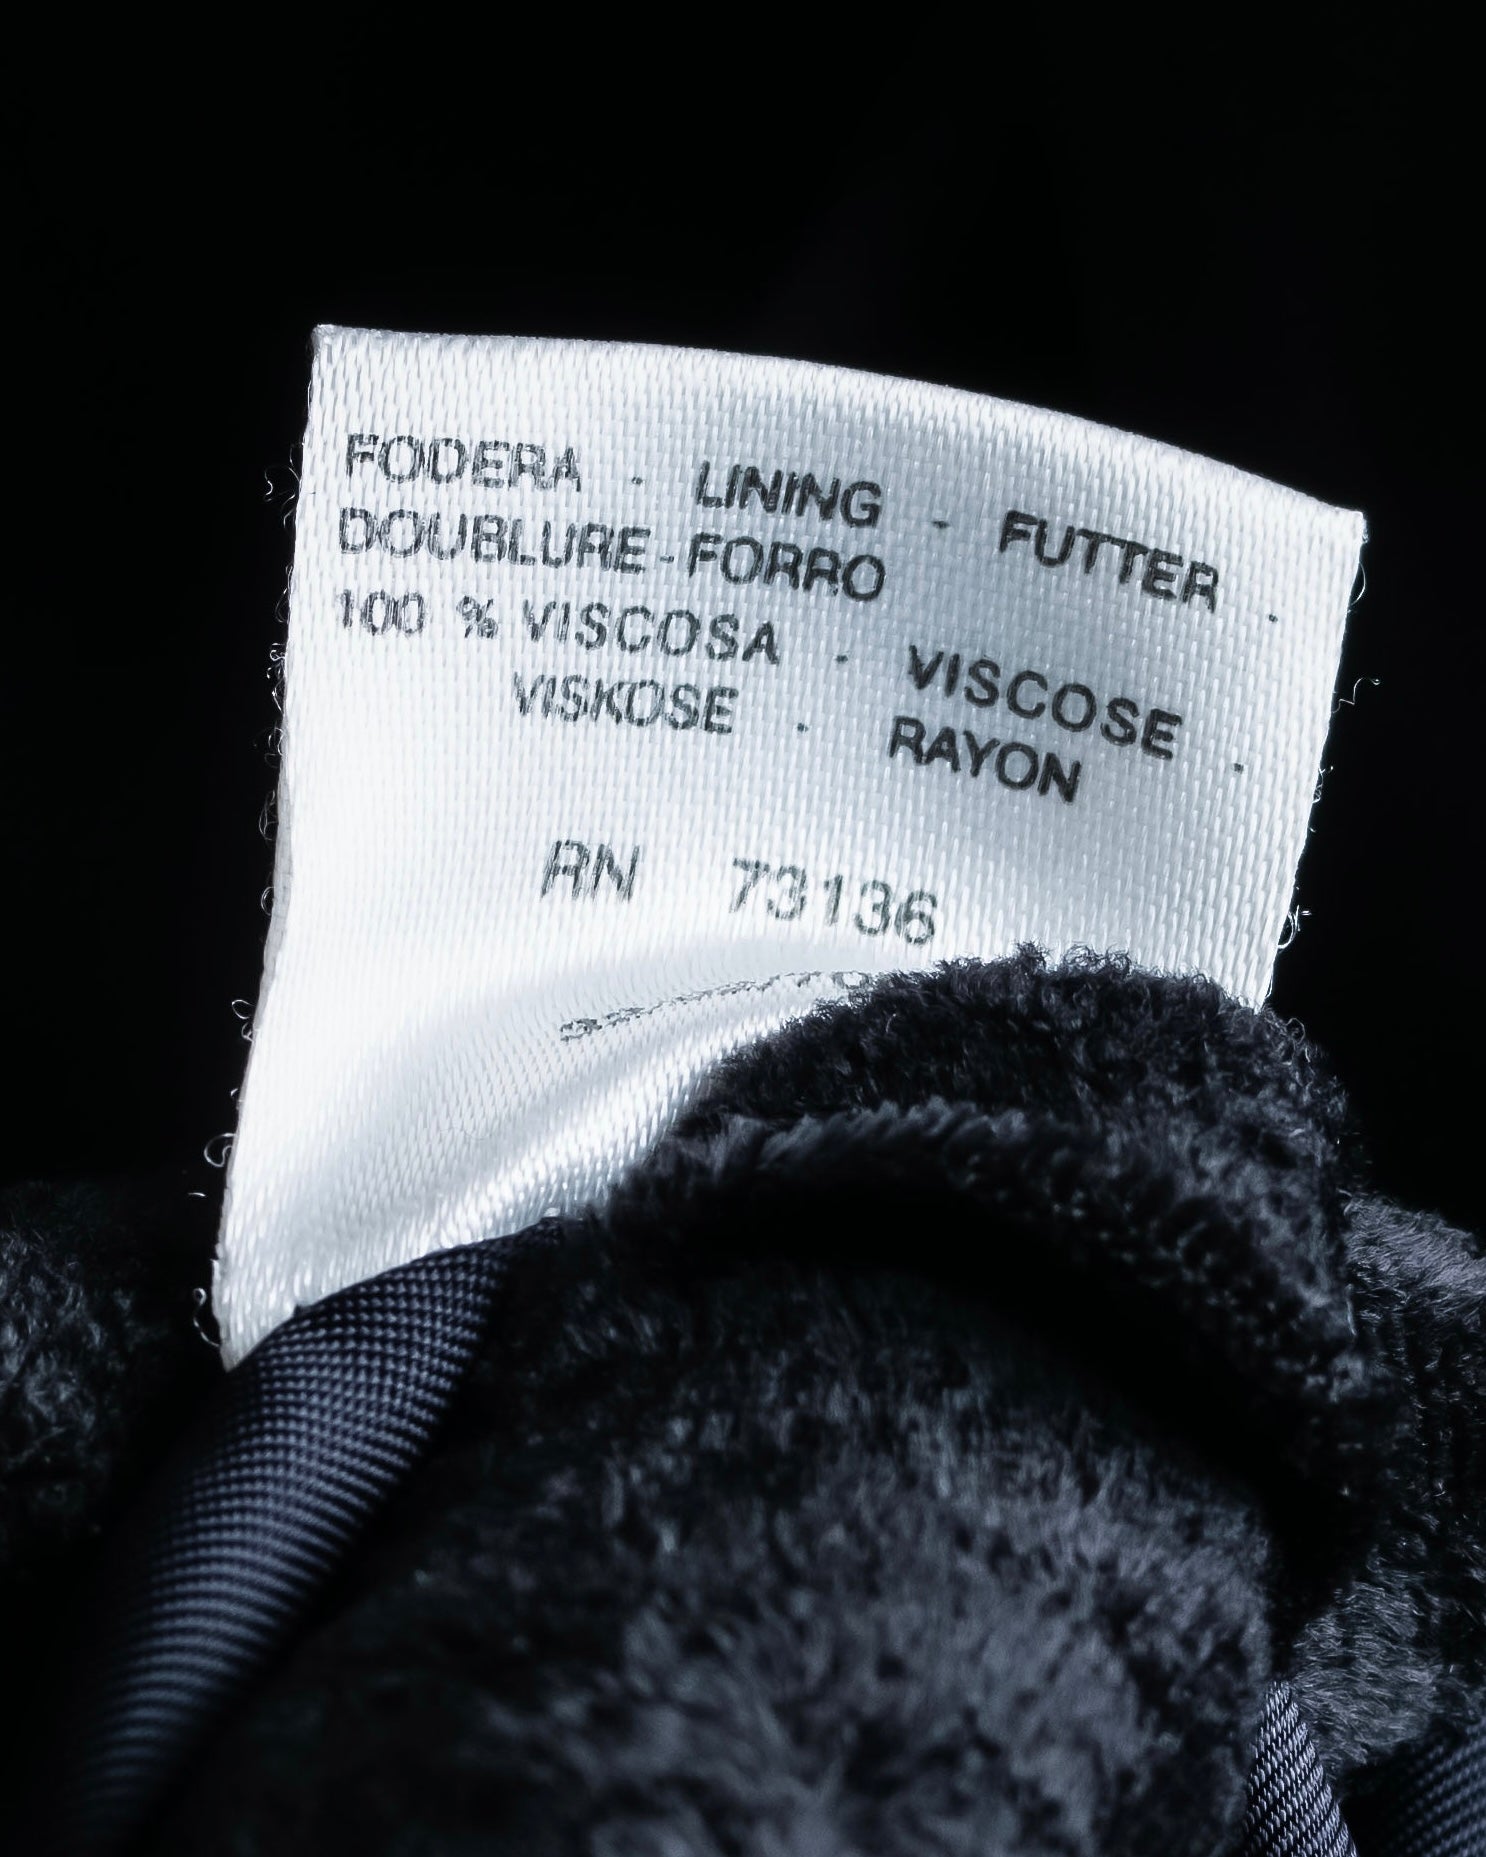 FODERA - LINING - FUTTER -
DOUBLURE - FORRO
100 % VISCOSA - VISCOSE -
VISKOSE - RAYON
RN 73136